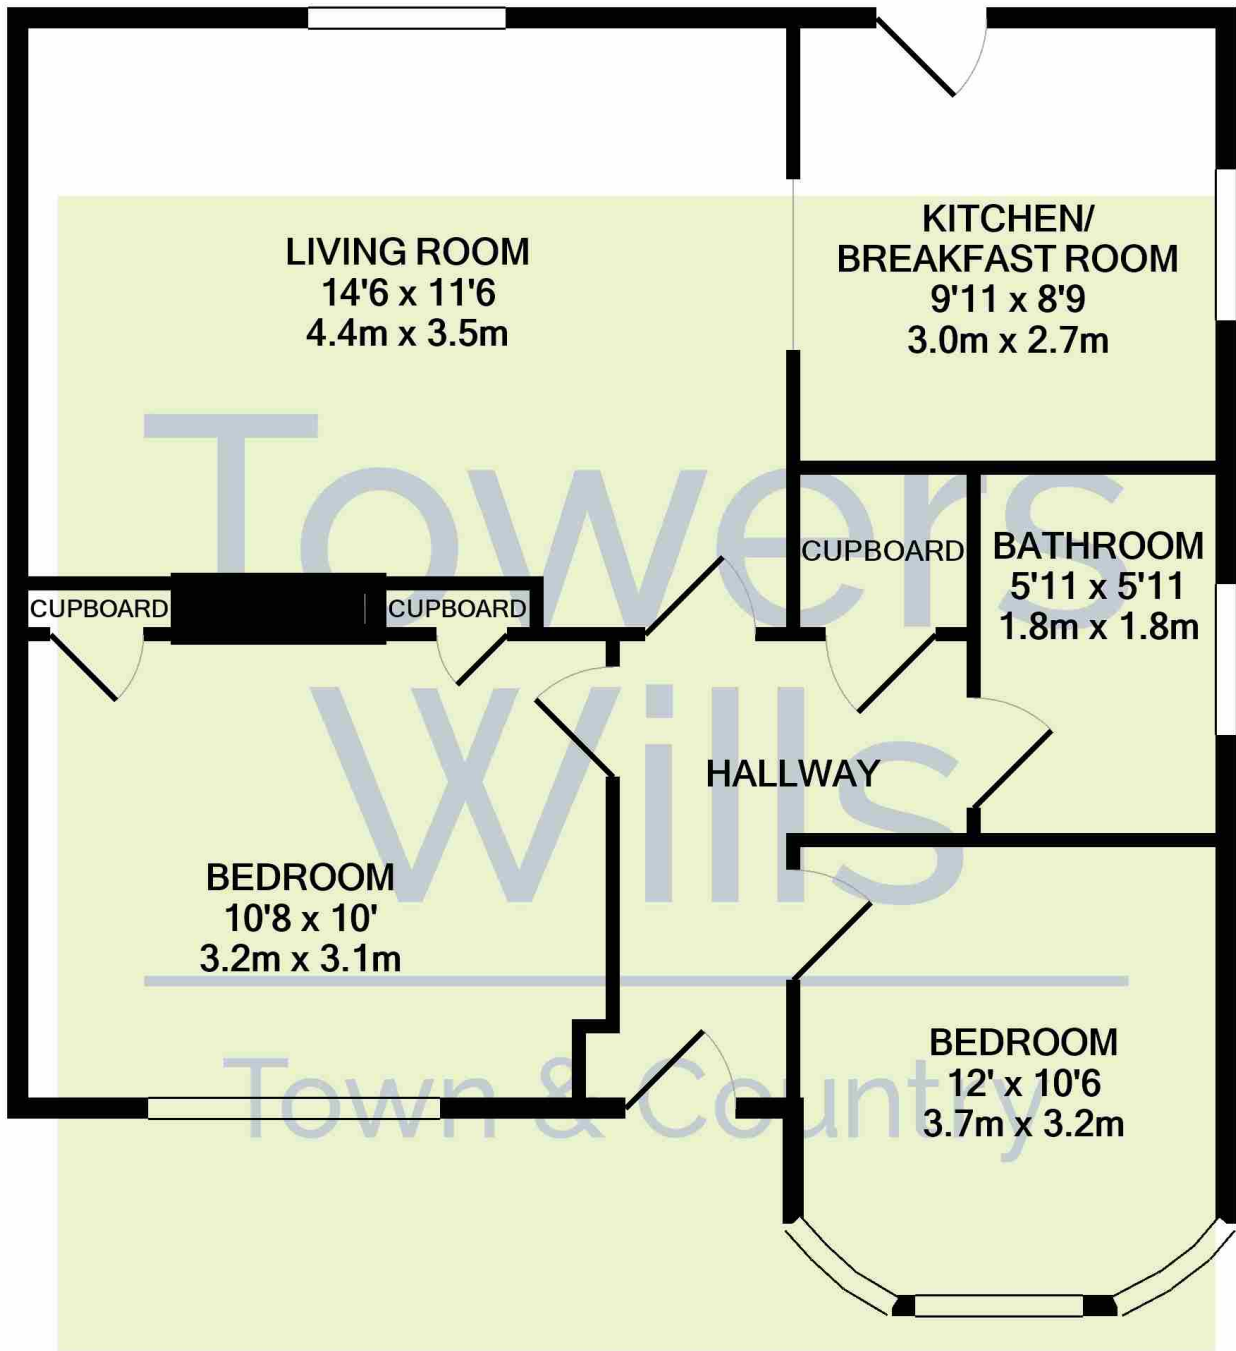 LIVING ROOM
14'6 x 11'6
4.4m x 3.5m
KITCHEN/
BREAKFAST ROOM
9'11 x 8'9
3.0m x 2.7m
CUPBOARD
BATHROOM
5'11 x 5'11
1.8m x 1.8m
CUPBOARD
CUPBOARD
HALLWAY
BEDROOM
10'8 x 10'
3.2m x 3.1m
BEDROOM
12' x 10'6
3.7m x 3.2m
Towers
Wills
Town & Country